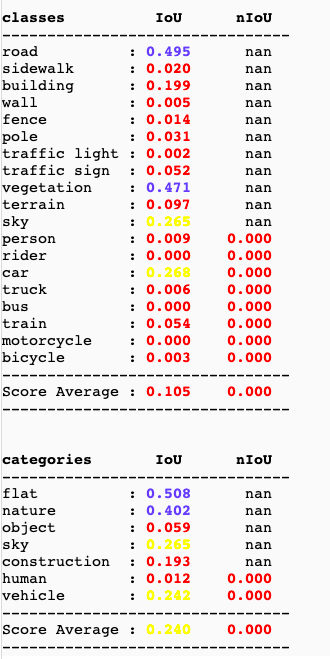 classes IoU nIoU
--------------------------------
road : 0.495 nan
sidewalk : 0.020 nan
building : 0.199 nan
wall : 0.005 nan
fence : 0.014 nan
pole : 0.031 nan
traffic light : 0.002 nan
traffic sign : 0.052 nan
vegetation : 0.471 nan
terrain : 0.097 nan
sky : 0.265 nan
person : 0.009 0.000
rider : 0.000 0.000
car : 0.268 0.000
truck : 0.006 0.000
bus : 0.000 0.000
train : 0.054 0.000
motorcycle : 0.000 0.000
bicycle : 0.003 0.000
--------------------------------
Score Average : 0.105 0.000
--------------------------------
categories IoU nIoU
--------------------------------
flat : 0.508 nan
nature : 0.402 nan
object : 0.059 nan
sky : 0.265 nan
construction : 0.193 nan
human : 0.012 0.000
vehicle : 0.242 0.000
--------------------------------
Score Average : 0.240 0.000
--------------------------------